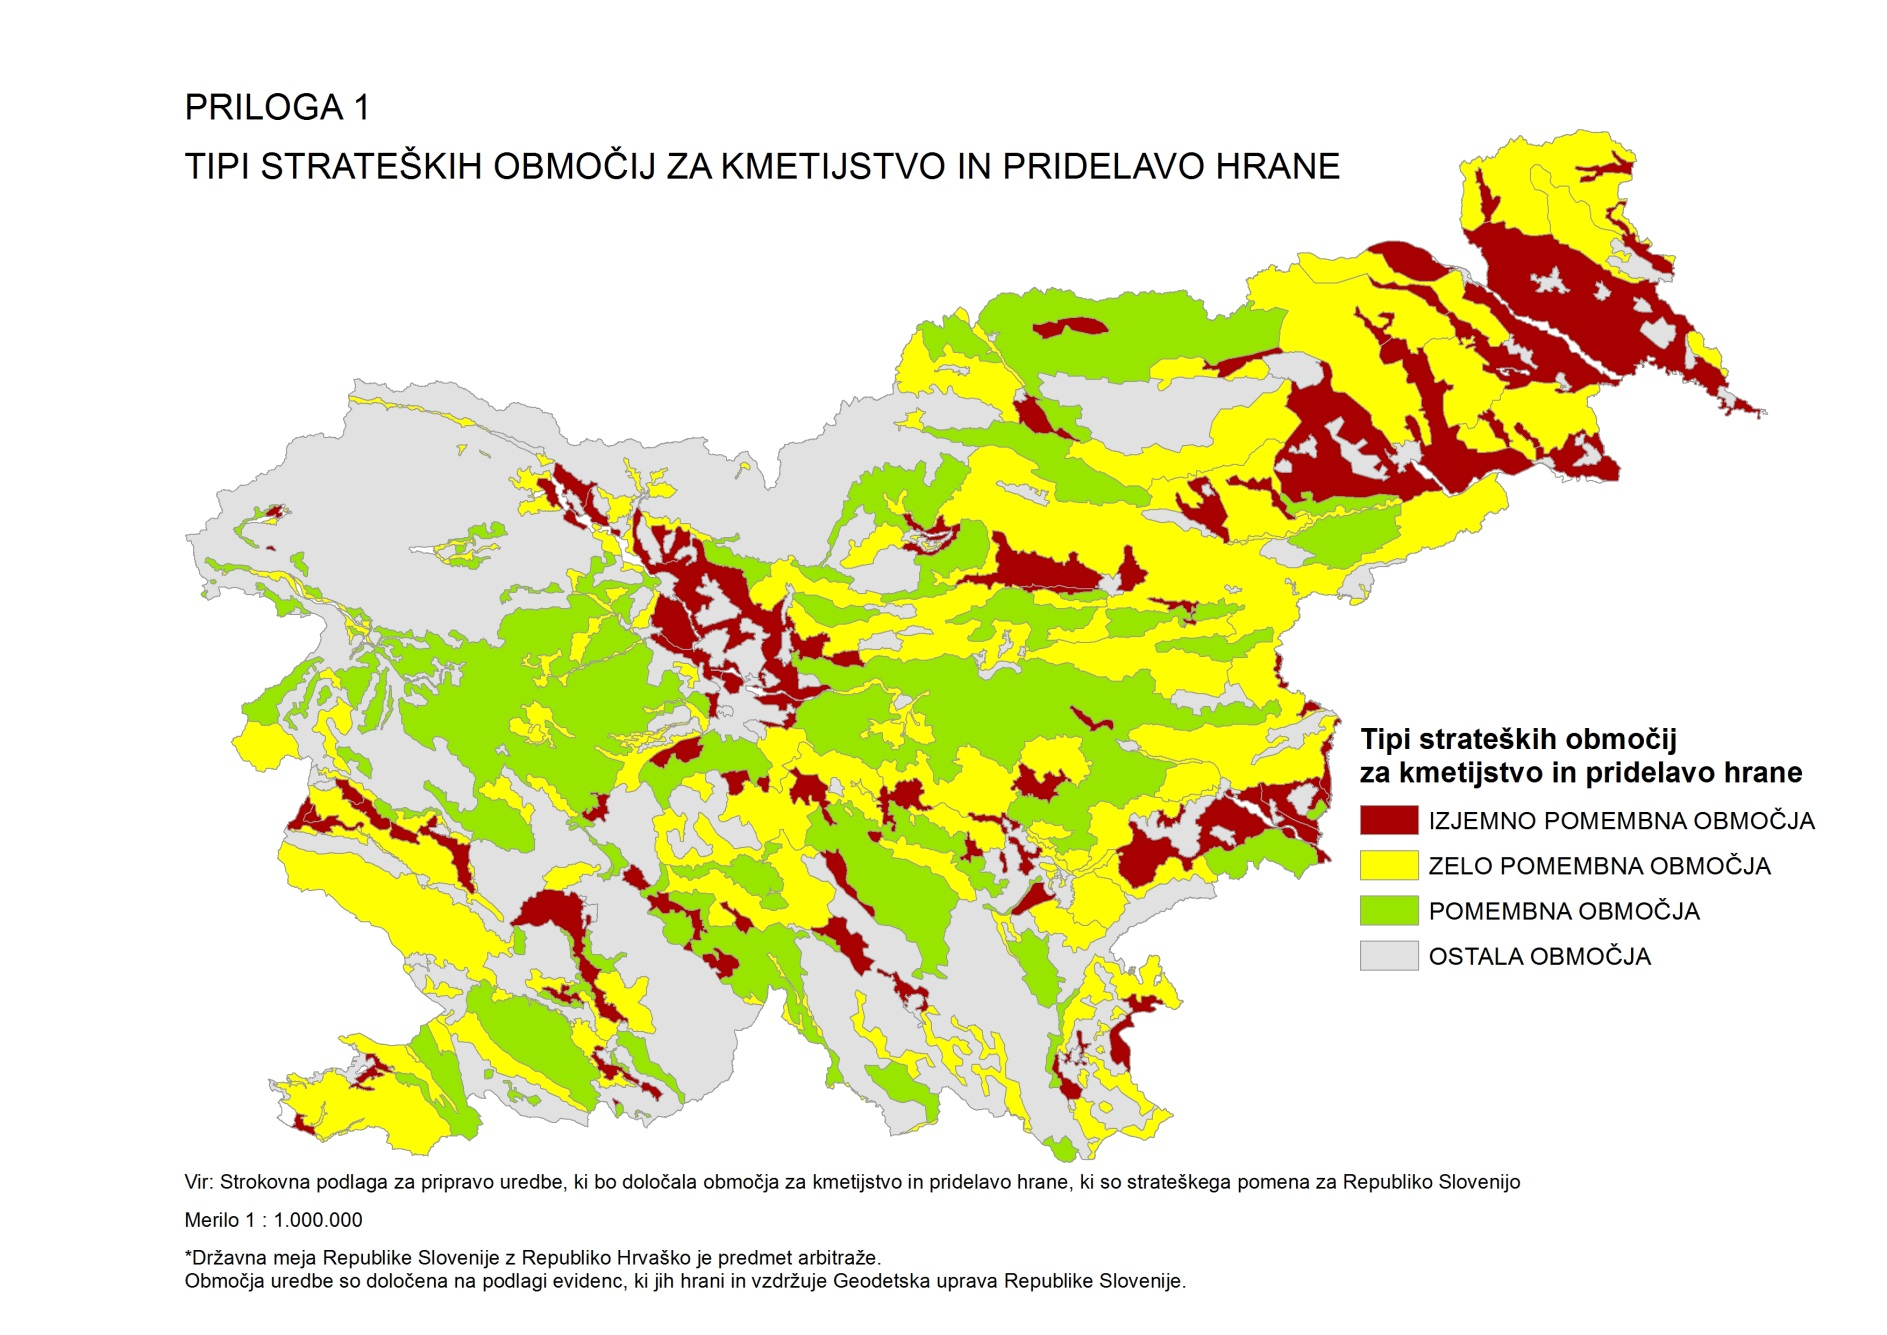 PRILOGA 1
TIPI STRATEŠKIH OBMOČIJ ZA KMETIJSTVO IN PRIDELAVO HRANE
Tipi strateških območij
za kmetijstvo in pridelavo hrane
IZJEMNO POMEMBNA OBMOČJA
ZELO POMEMBNA OBMOČJA
POMEMBNA OBMOČJA
OSTALA OBMOČJA
Vir: Strokovna podlaga za pripravo uredbe, ki bo določala območja za kmetijstvo in pridelavo hrane, ki so strateškega pomena za Republiko Slovenijo
Merilo 1 : 1.000.000
*Državna meja Republike Slovenije z Republiko Hrvaško je predmet arbitraže.
Območja uredbe so določena na podlagi evidenc, ki jih hrani in vzdržuje Geodetska uprava Republike Slovenije.